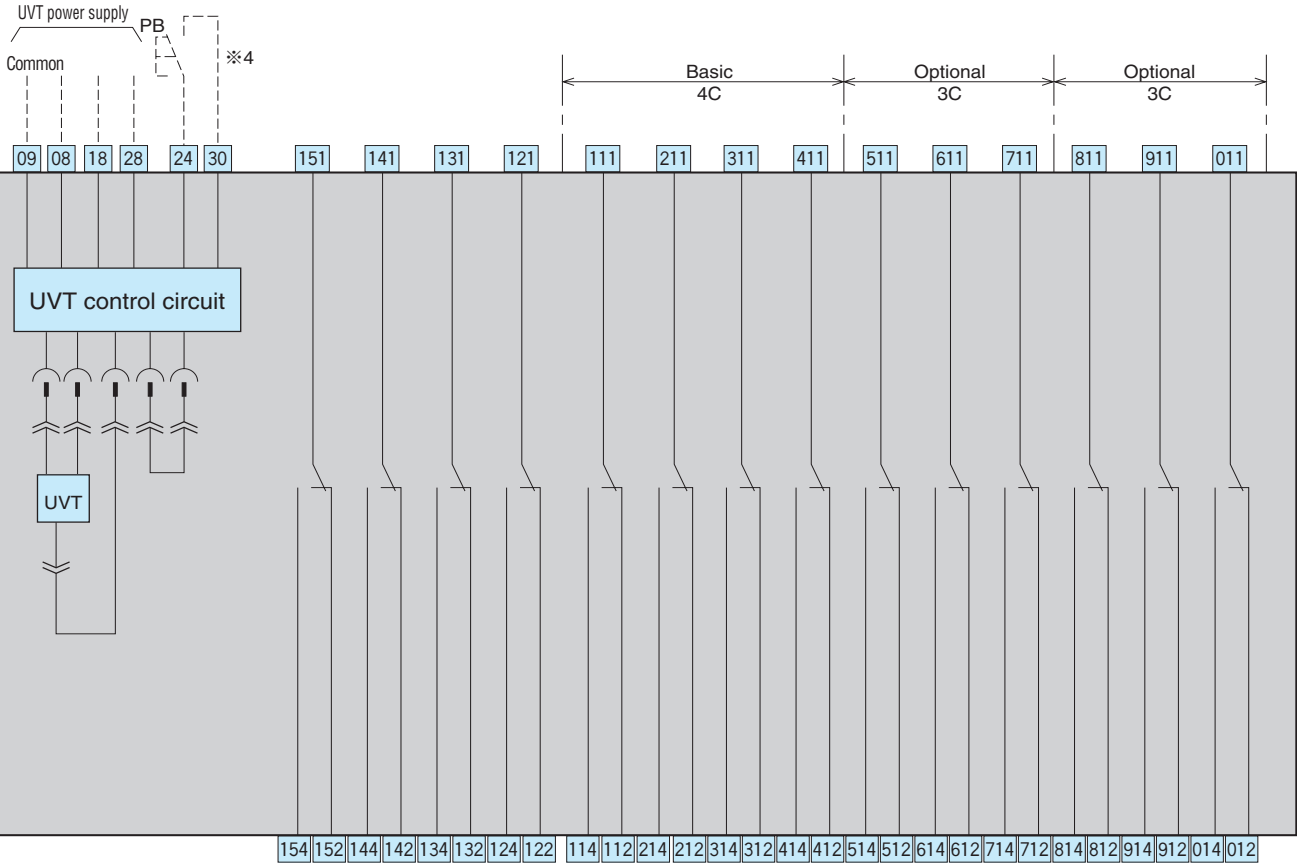 UVT power supply
PB
※4
Common
Basic
4C
Optional
3C
Optional
3C
09 08 18 28 24 30 151 141 131 121 111 211 311 411 511 611 711 811 911 011
UVT control circuit
UVT
154 152 144 142 134 132 124 122 114 112 214 212 314 312 414 412 514 512 614 612 714 712 814 812 914 912 014 012